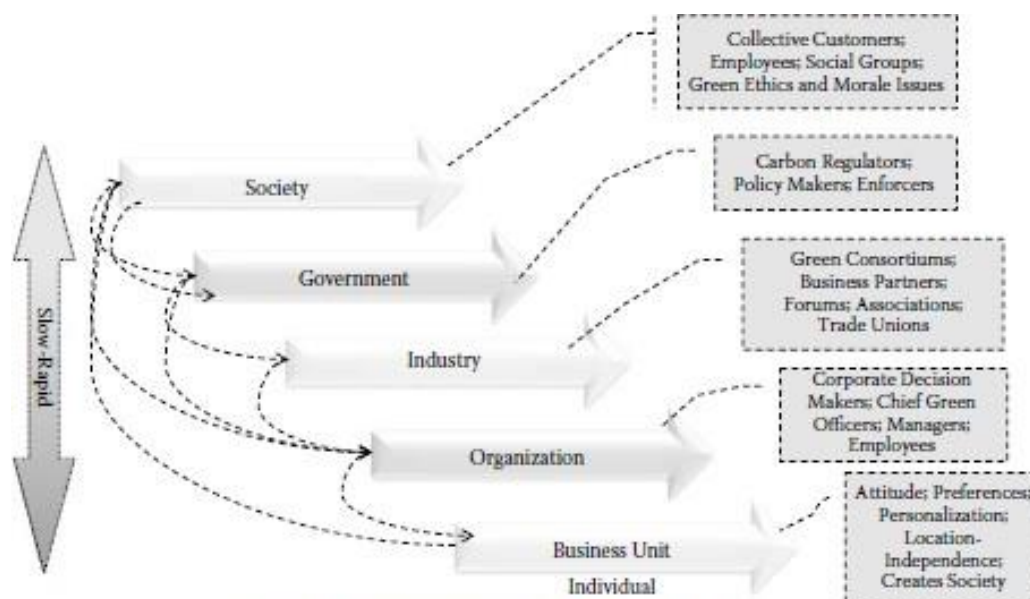 Collective Customers;
Employees; Social Groups;
Green Ethics and Morale Issues
Society
Carbon Regulators;
Policy Makers; Enforcers
Government
Green Consortiums;
Business Partners;
Forums; Associations;
Trade Unions
Slow-Rapid
Industry
Corporate Decision
Makers; Chief Green
Officers; Managers;
Employees
Organization
Attitude; Preferences;
Personalization;
Location-
Independence;
Creates Society
Business Unit
Individual